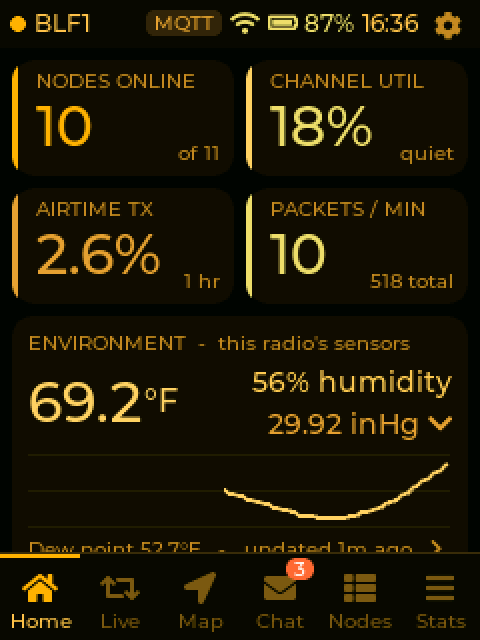 BLF1 MQTT 87% 16:36
NODES ONLINE
10
of 11
CHANNEL UTIL
18%
quiet
AIRTIME TX
2.6%
1 hr
PACKETS / MIN
10
518 total
ENVIRONMENT - this radio's sensors
69.2°F
56% humidity
29.92 inHg
Dew point 52.7°F - updated 1m ago
3
Home Live Map Chat Nodes Stats